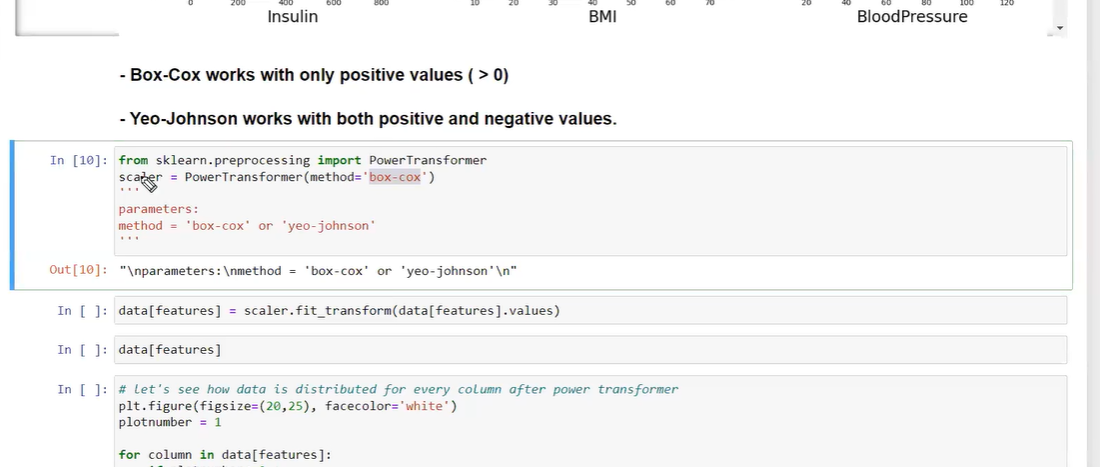 0 200 400 600 800 10 20 30 40 50 60 70 20 40 60 80 100 120
Insulin BMI BloodPressure
- Box-Cox works with only positive values ( > 0)
- Yeo-Johnson works with both positive and negative values.
In [10]: from sklearn.preprocessing import PowerTransformer
scaler = PowerTransformer(method='box-cox')
'''
parameters:
method = 'box-cox' or 'yeo-johnson'
'''
Out[10]: "\nparameters:\nmethod = 'box-cox' or 'yeo-johnson'\n"
In [ ]: data[features] = scaler.fit_transform(data[features].values)
In [ ]: data[features]
In [ ]: # let's see how data is distributed for every column after power transformer
plt.figure(figsize=(20,25), facecolor='white')
plotnumber = 1
for column in data[features]: